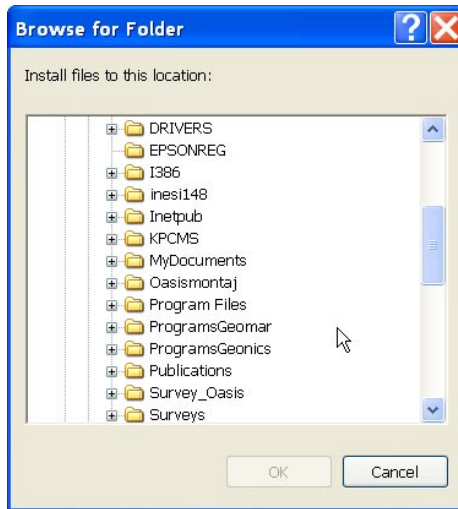 Browse for Folder
Install files to this location:
DRIVERS
EPSONREG
I386
inesi148
Inetpub
KPCMS
MyDocuments
Oasismontaj
Program Files
ProgramsGeomar
ProgramsGeonics
Publications
Survey_Oasis
Surveys
OK Cancel